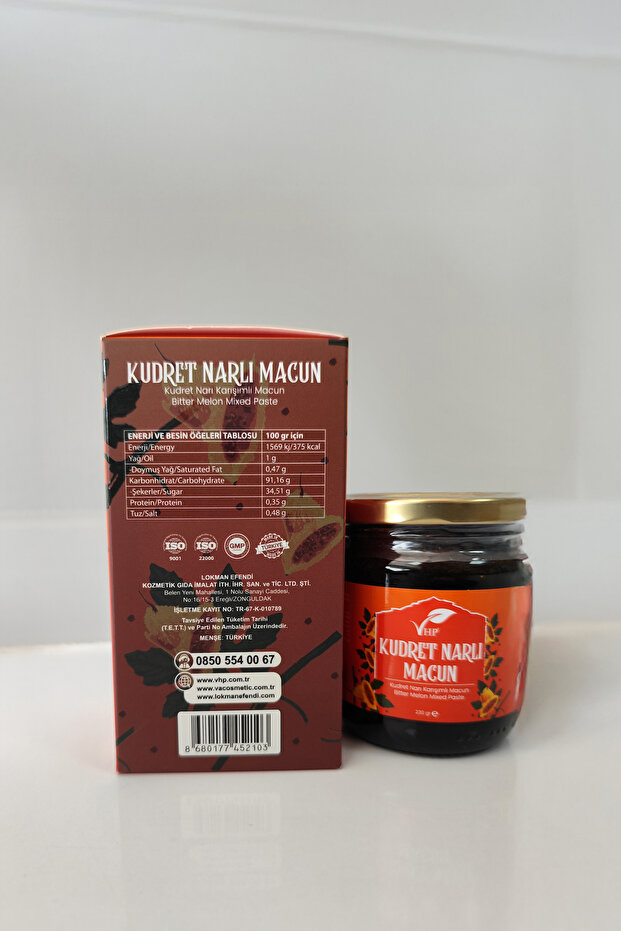 KUDRET NARLI MACUN
Kudret Narı Karışımlı Macun
Bitter Melon Mixed Paste
ENERJİ VE BESİN ÖĞELERİ TABLOSU 100 gr için
Enerji/Energy 1569 kj/375 kcal
Yağ/Oil 1 g
-Doymuş Yağ/Saturated Fat 0,47 g
Karbonhidrat/Carbohydrate 91,16 g
-Şekerler/Sugar 34,51 g
Protein/Protein 0,35 g
Tuz/Salt 0,48 g
ISO 9001
ISO 22000
GMP
TÜRKİYE
LOKMAN EFENDİ
KOZMETİK GIDA İMALAT İTH. İHR. SAN. ve TİC. LTD. ŞTİ.
Belen Yeni Mahallesi, 1 Nolu Sanayi Caddesi,
No:16/15-3 Ereğli/ZONGULDAK
İŞLETME KAYIT NO: TR-67-K-010789
Tavsiye Edilen Tüketim Tarihi
(T.E.T.T.) ve Parti No Ambalajın Üzerindedir.
MENŞE: TÜRKİYE
0850 554 00 67
www.vhp.com.tr
www.vacosmetic.com.tr
www.lokmanefendi.com
8 680177 452103
VHP
KUDRET NARLI
MACUN
Kudret Narı Karışımlı Macun
Bitter Melon Mixed Paste
230 gr e